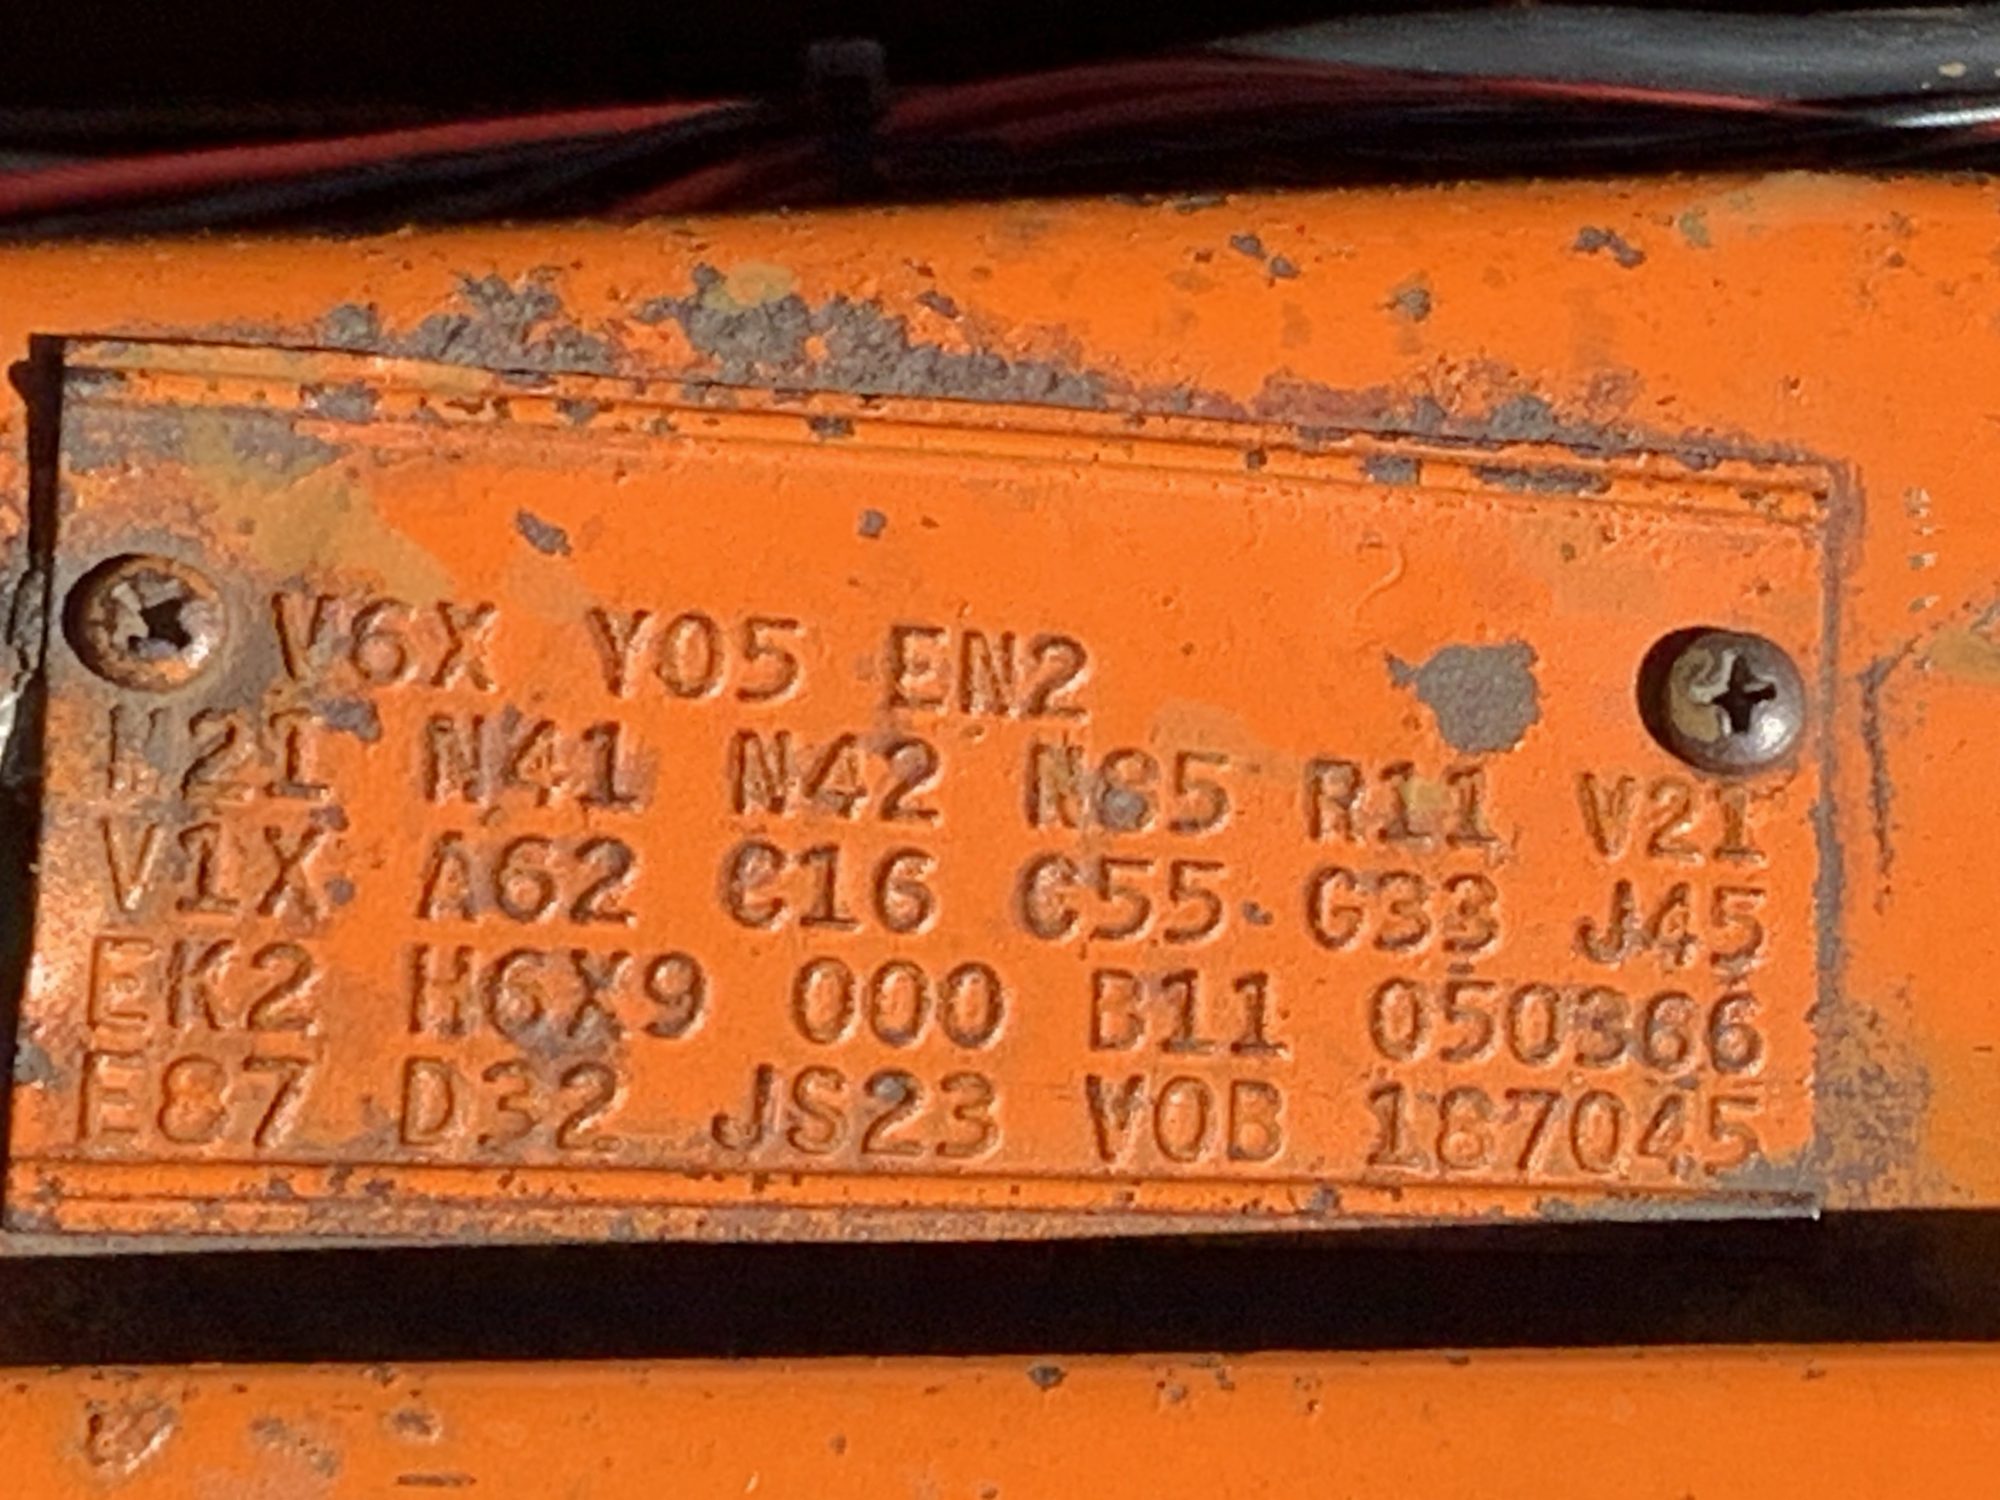 V6X Y05 EN2
M21 N41 N42 N85 R11 V21
V1X A62 C16 C55 G33 J45
EK2 H6X9 000 B11 050366
E87 D32 JS23 V0B 187045